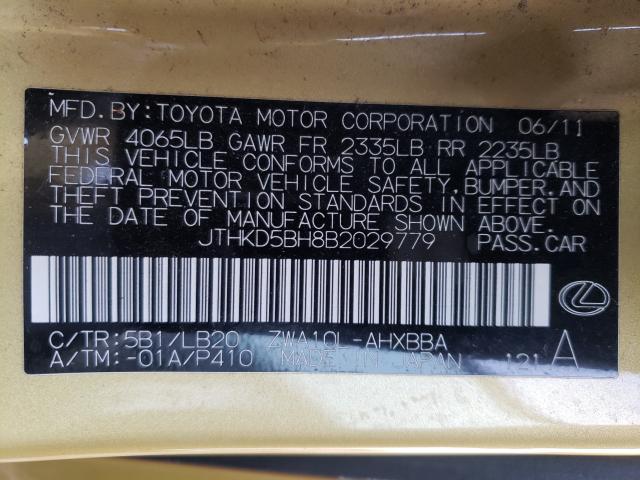 MFD.BY:TOYOTA MOTOR CORPORATION 06/11
GVWR 4065LB GAWR FR 2335LB RR 2235LB
THIS VEHICLE CONFORMS TO ALL APPLICABLE
FEDERAL MOTOR VEHICLE SAFETY, BUMPER, AND
THEFT PREVENTION STANDARDS IN EFFECT ON
THE DATE OF MANUFACTURE SHOWN ABOVE.
JTHKD5BH8B2029779 PASS.CAR
C/TR:5B1/LB20 ZWA10L-AHXBBA
A/TM:-01A/P410 MADE IN JAPAN 121 A